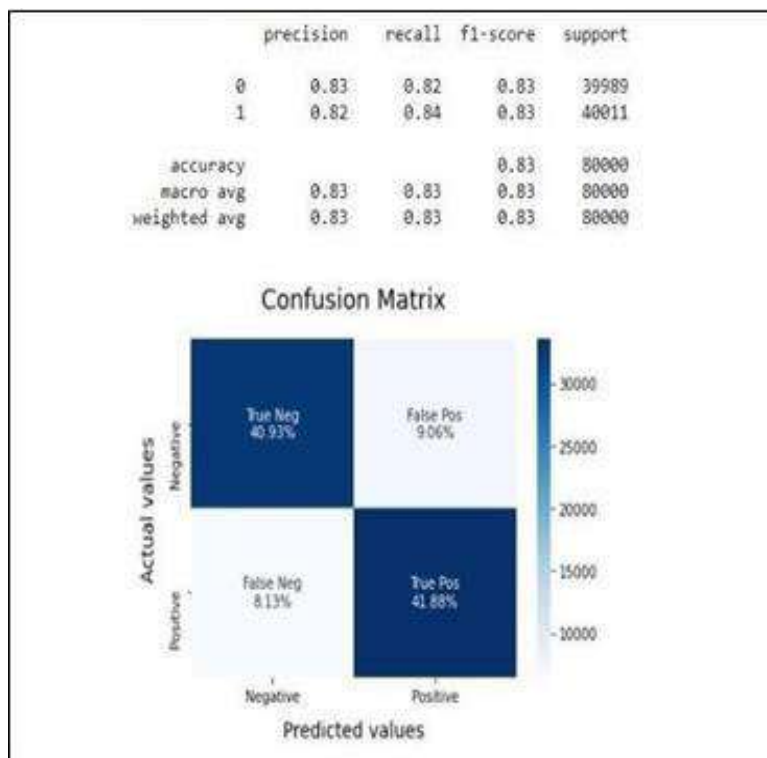 precision recall f1-score support
0 0.83 0.82 0.83 39989
1 0.82 0.84 0.83 40011
accuracy 0.83 80000
macro avg 0.83 0.83 0.83 80000
weighted avg 0.83 0.83 0.83 80000
Confusion Matrix
True Neg
40.93%
False Pos
9.06%
False Neg
8.13%
True Pos
41.88%
Actual values
Negative
Positive
Negative Positive
Predicted values
30000
25000
20000
15000
10000